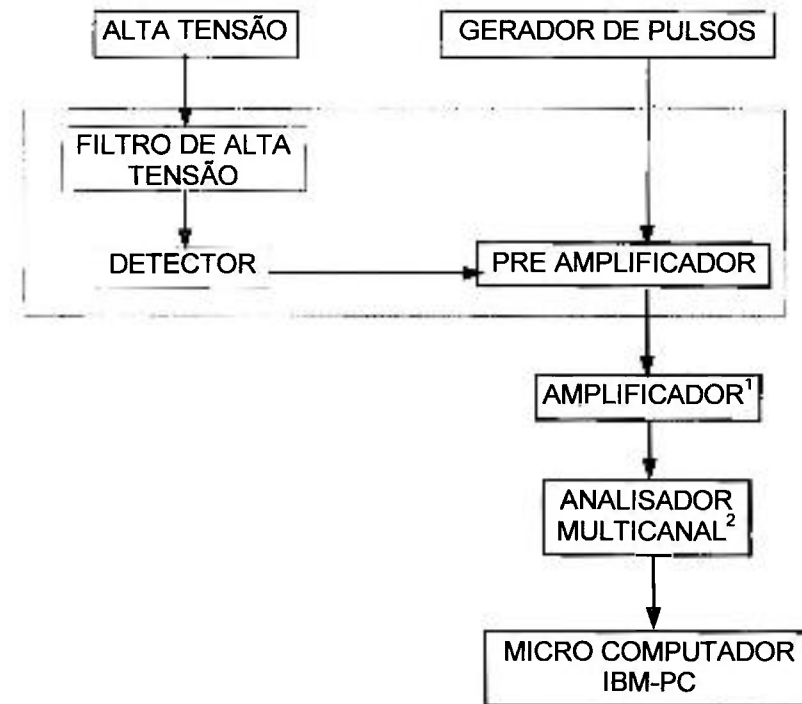 ALTA TENSÃO
GERADOR DE PULSOS
FILTRO DE ALTA
TENSÃO
DETECTOR
PRE AMPLIFICADOR
AMPLIFICADOR¹
ANALISADOR
MULTICANAL²
MICRO COMPUTADOR
IBM-PC